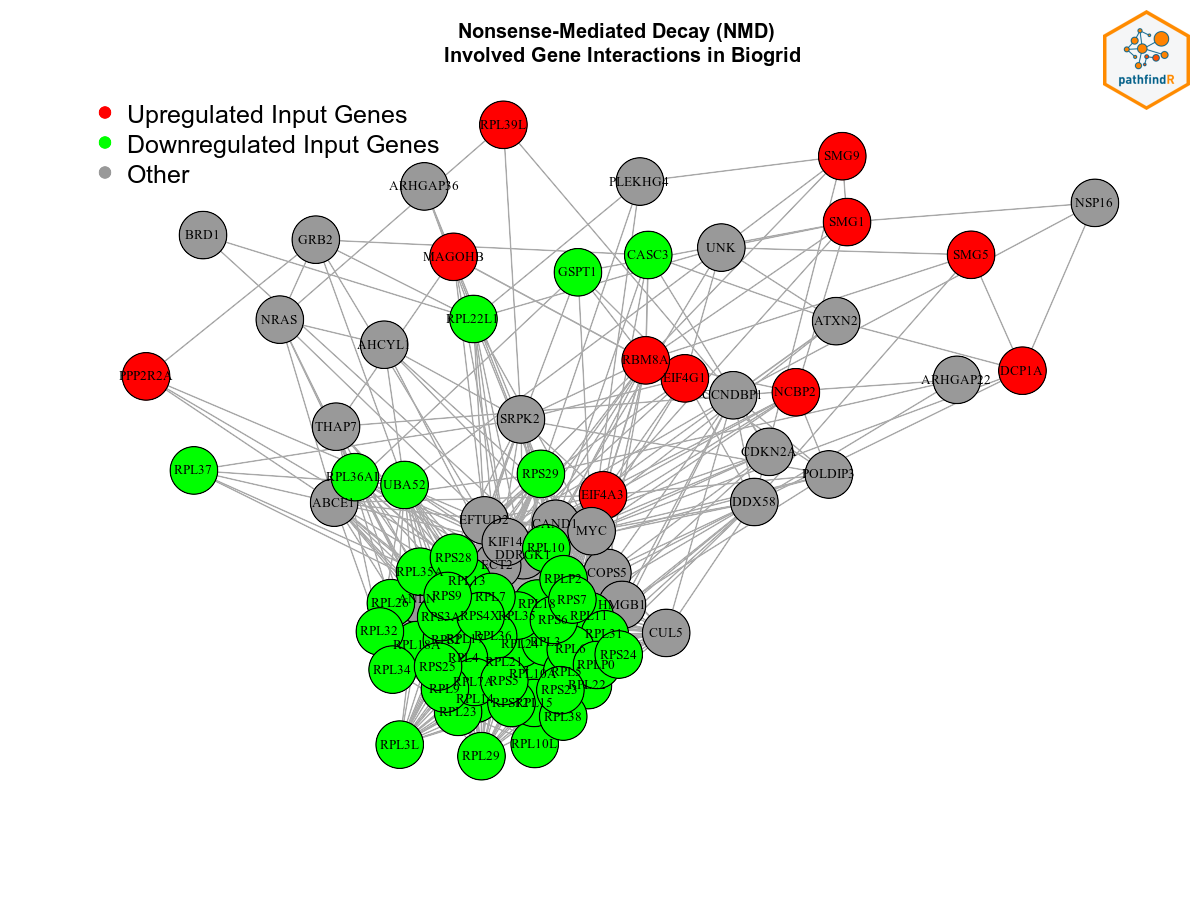 Nonsense-Mediated Decay (NMD)
Involved Gene Interactions in Biogrid
pathfindR
Upregulated Input Genes
Downregulated Input Genes
Other
RPL39L
SMG9
ARHGAP36
PLEKHG4
NSP16
SMG1
BRD1
GRB2
MAGOHB
GSPT1
CASC3
UNK
SMG5
NRAS
RPL22L1
ATXN2
AHCYL
RBM8A
EIF4G1
PPP2R2A
CCNDBP1
NCBP2
ARHGAP22
DCP1A
THAP7
SRPK2
CDKN2A
RPL37
RPL36AL
UBA52
RPS29
POLDIP3
ABCE1
EIF4A3
DDX58
EFTUD2
CAND1
MYC
KIF14
RPL10
DDRGK1
RPS28
ECT2
RPL35A
RPL13
RPLP2
COPS5
RPL26
RPS9
RPL7
RPL18
RPS7
HMGB1
RPS3A
RPS4X
RPL35
RPS6
RPL11
RPL32
RPL36
RPL31
CUL5
RPL18A
RPL24
RPL3
RPL6
RPS24
RPL4
RPL21
RPLP0
RPL34
RPS25
RPL10A
RPL5
RPL7A
RPS5
RPL9
RPS23
RPL22
RPL23
RPL15
RPL38
RPL3L
RPL29
RPL10L